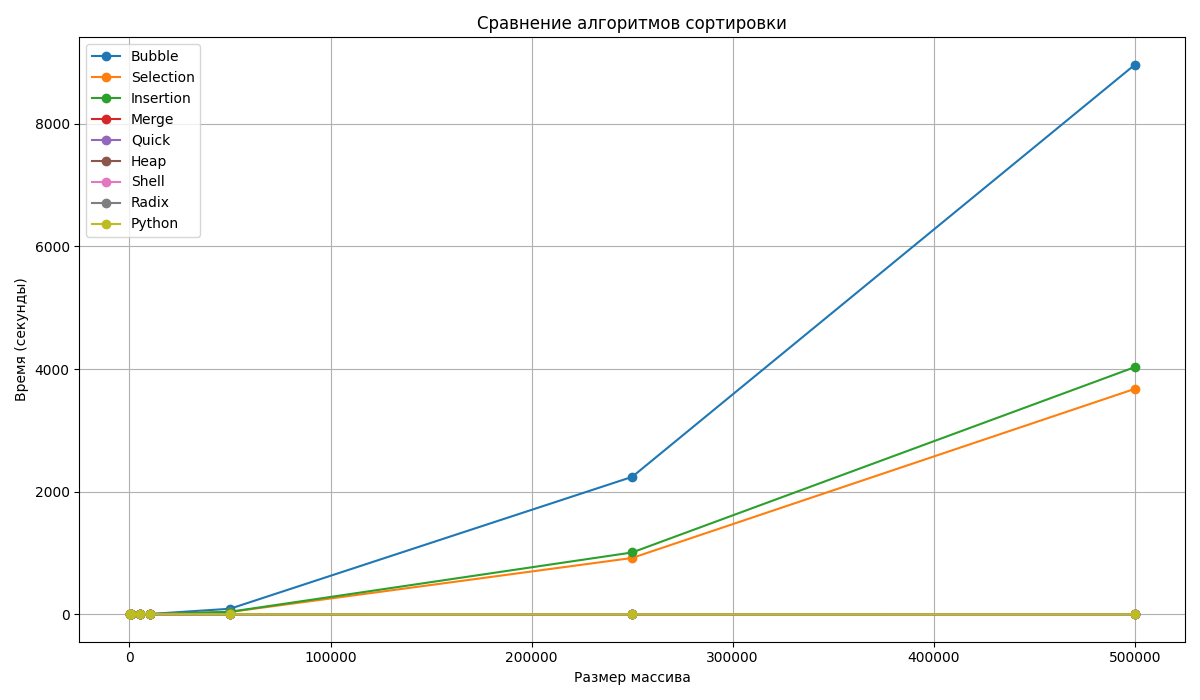 Сравнение алгоритмов сортировки
Bubble
Selection
Insertion
Merge
Quick
Heap
Shell
Radix
Python
Время (секунды)
8000
6000
4000
2000
0
0
100000
200000
300000
400000
500000
Размер массива